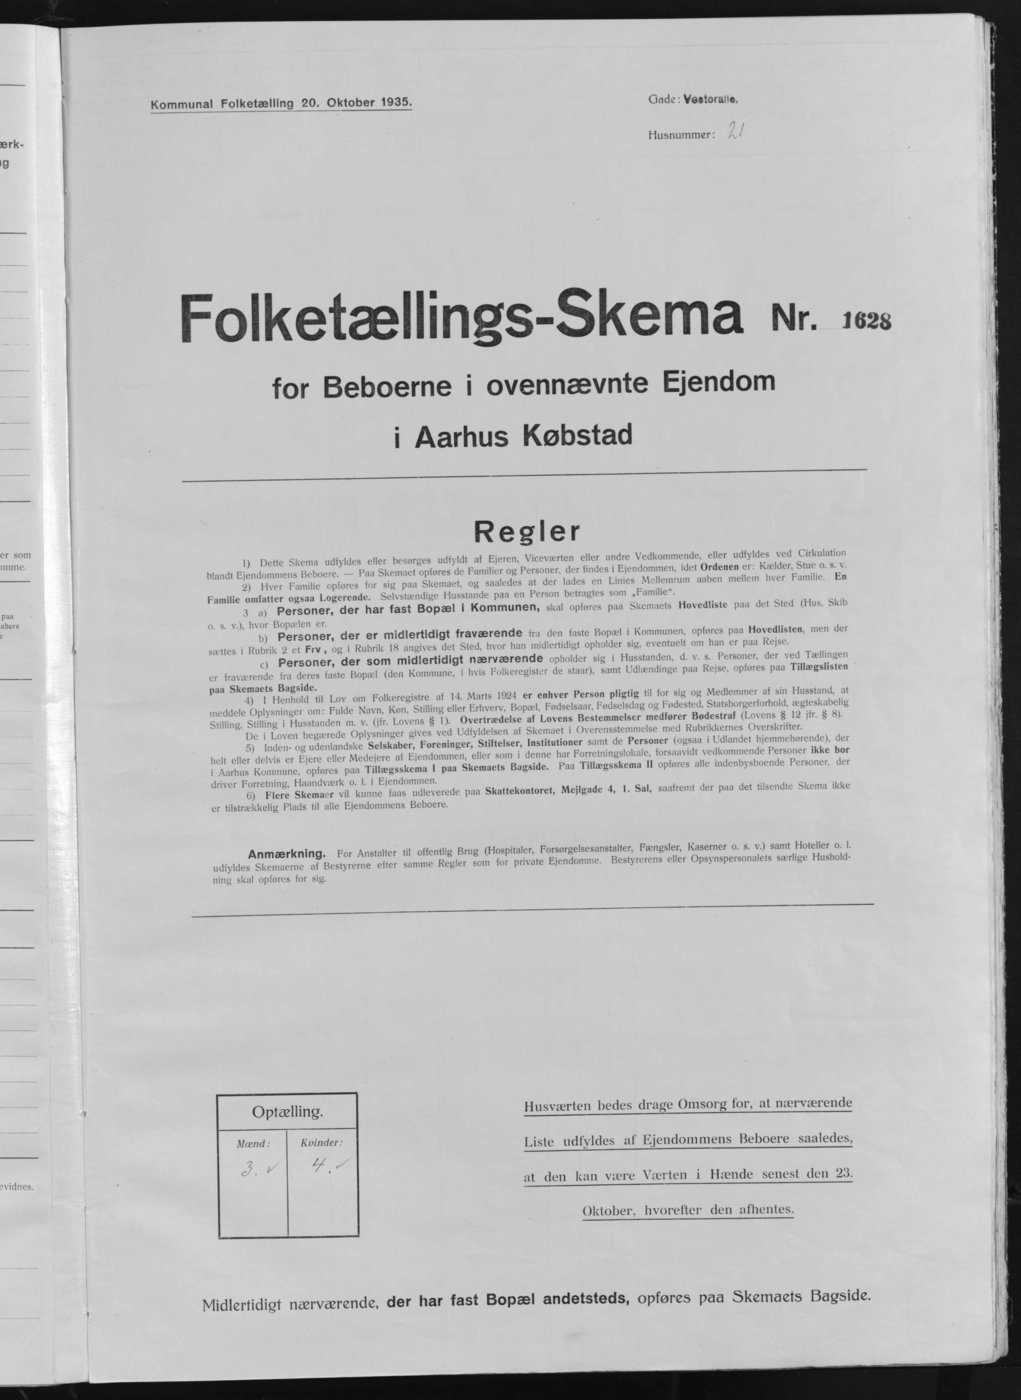 ærk-
og
er som
mune.
paa
abers
evidnes.
Kommunal Folketælling 20. Oktober 1935.
Gade: Vesteralle.
Husnummer: 21
Folketællings-Skema Nr. 1628
for Beboerne i ovennævnte Ejendom
i Aarhus Købstad
Regler
1) Dette Skema udfyldes eller besørges udfyldt af Ejeren, Viceværten eller andre Vedkommende, eller udfyldes ved Cirkulation
blandt Ejendommens Beboere. — Paa Skemaet opføres de Familier og Personer, der findes i Ejendommen, idet Ordenen er: Kælder, Stue o. s. v.
2) Hver Familie opføres for sig paa Skemaet, og saaledes at der lades en Linies Mellemrum aaben mellem hver Familie. En
Familie omfatter ogsaa Logerende. Selvstændige Husstande paa en Person betragtes som „Familie“.
3 a) Personer, der har fast Bopæl i Kommunen, skal opføres paa Skemaets Hovedliste paa det Sted (Hus, Skib
o. s. v.), hvor Bopælen er.
b) Personer, der er midlertidigt fraværende fra den faste Bopæl i Kommunen, opføres paa Hovedlisten, men der
sættes i Rubrik 2 et Frv, og i Rubrik 18 angives det Sted, hvor han midlertidigt opholder sig, eventuelt om han er paa Rejse.
c) Personer, der som midlertidigt nærværende opholder sig i Husstanden, d. v. s. Personer, der ved Tællingen
er fraværende fra deres faste Bopæl (den Kommune, i hvis Folkeregister de staar), samt Udlændinge paa Rejse, opføres paa Tillægslisten
paa Skemaets Bagside.
4) I Henhold til Lov om Folkeregistre af 14. Marts 1924 er enhver Person pligtig til for sig og Medlemmer af sin Husstand, at
meddele Oplysninger om: Fulde Navn, Køn, Stilling eller Erhverv, Bopæl, Fødselsaar, Fødselsdag og Fødested, Statsborgerforhold, ægteskabelig
Stilling, Stilling i Husstanden m. v. (jfr. Lovens § 1). Overtrædelse af Lovens Bestemmelser medfører Bødestraf (Lovens § 12 jfr. § 8).
De i Loven begærede Oplysninger gives ved Udfyldelsen af Skemaet i Overensstemmelse med Rubrikkernes Overskrifter.
5) Inden- og udenlandske Selskaber, Foreninger, Stiftelser, Institutioner samt de Personer (ogsaa i Udlandet hjemmehørende), der
helt eller delvis er Ejere eller Medejere af Ejendommen, eller som i denne har Forretningslokale, forsaavidt vedkommende Personer ikke bor
i Aarhus Kommune, opføres paa Tillægsskema I paa Skemaets Bagside. Paa Tillægsskema II opføres alle indenbysboende Personer, der
driver Forretning, Haandværk o. l. i Ejendommen.
6) Flere Skemaer vil kunne faas udleverede paa Skattekontoret, Mejlgade 4, 1. Sal, saafremt der paa det tilsendte Skema ikke
er tilstrækkelig Plads til alle Ejendommens Beboere.
Anmærkning. For Anstalter til offentlig Brug (Hospitaler, Forsørgelsesanstalter, Fængsler, Kaserner o. s. v.) samt Hoteller o. l.
udfyldes Skemaerne af Bestyrerne efter samme Regler som for private Ejendomme. Bestyrerens eller Opsynspersonalets særlige Hushold-
ning skal opføres for sig.
Optælling.
Mænd: Kvinder:
3. ✓ 4. ✓
Husværten bedes drage Omsorg for, at nærværende
Liste udfyldes af Ejendommens Beboere saaledes,
at den kan være Værten i Hænde senest den 23.
Oktober, hvorefter den afhentes.
Midlertidigt nærværende, der har fast Bopæl andetsteds, opføres paa Skemaets Bagside.